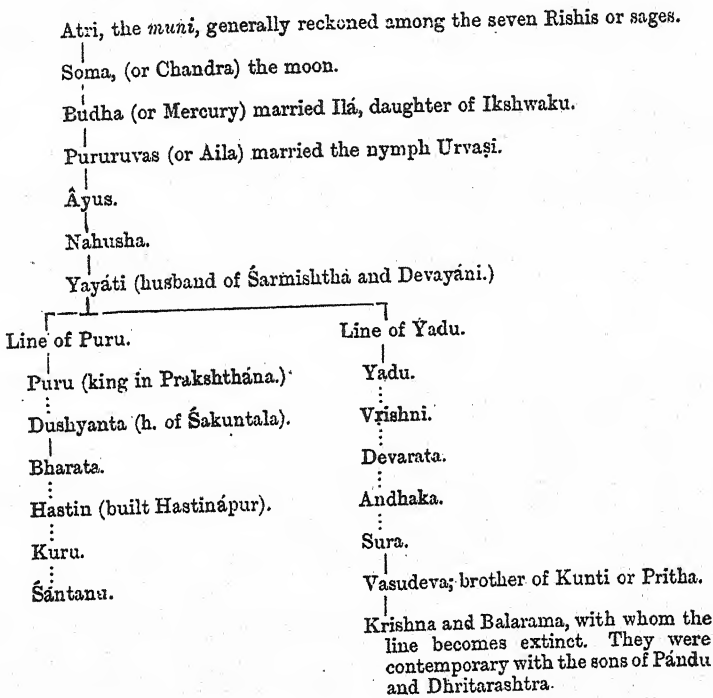 Atri, the muni, generally reckoned among the seven Rishis or sages.
Soma, (or Chandra) the moon.
Budha (or Mercury) married Ilá, daughter of Ikshwaku.
Pururuvas (or Aila) married the nymph Urvaşi.
Âyus.
Nahusha.
Yayáti (husband of Śarmishthá and Devayáni.)
Line of Puru.
Puru (king in Prakshthána.)
Dushyanta (h. of Śakuntala).
Bharata.
Hastin (built Hastinápur).
Kuru.
Śántanu.
Line of Yadu.
Yadu.
Vrishni.
Devarata.
Andhaka.
Sura.
Vasudeva; brother of Kunti or Pritha.
Krishna and Balarama, with whom the
line becomes extinct. They were
contemporary with the sons of Pándu
and Dhritarashtra.